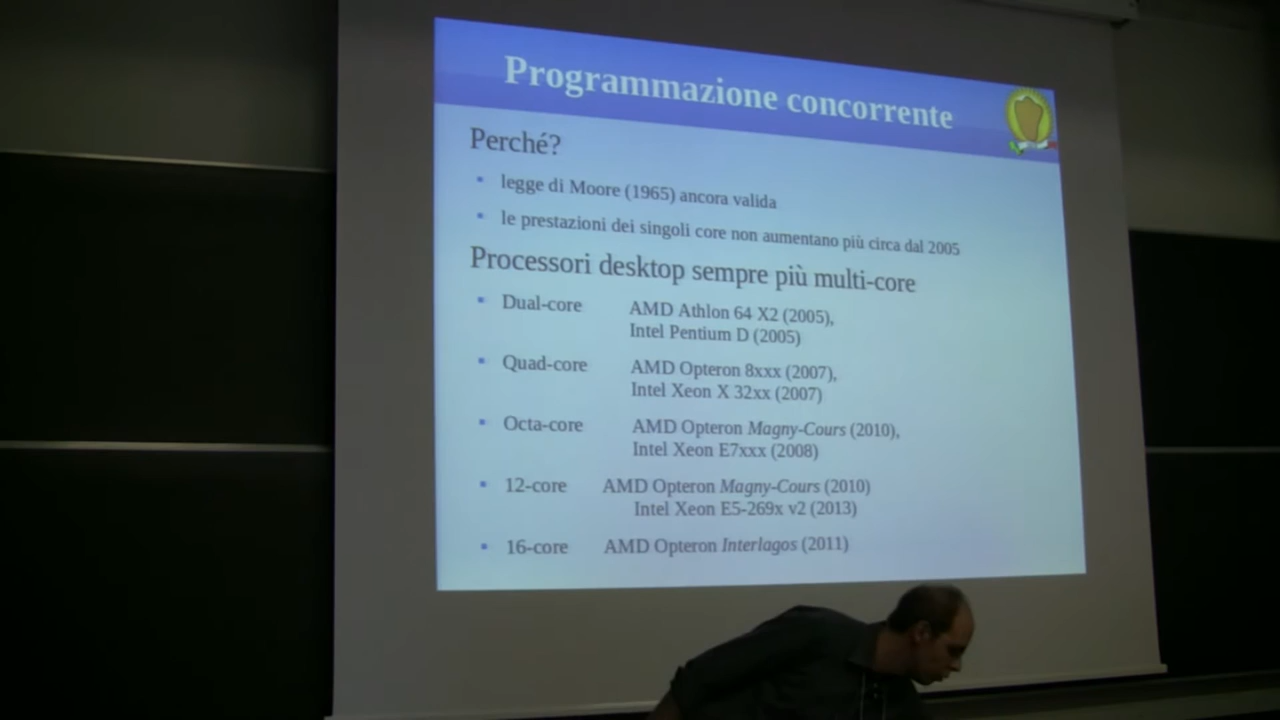 Programmazione concorrente
Perché?
legge di Moore (1965) ancora valida
le prestazioni dei singoli core non aumentano più circa dal 2005
Processori desktop sempre più multi-core
Dual-core AMD Athlon 64 X2 (2005),
Intel Pentium D (2005)
Quad-core AMD Opteron 8xxx (2007),
Intel Xeon X 32xx (2007)
Octa-core AMD Opteron Magny-Cours (2010),
Intel Xeon E7xxx (2008)
12-core AMD Opteron Magny-Cours (2010)
Intel Xeon E5-269x v2 (2013)
16-core AMD Opteron Interlagos (2011)